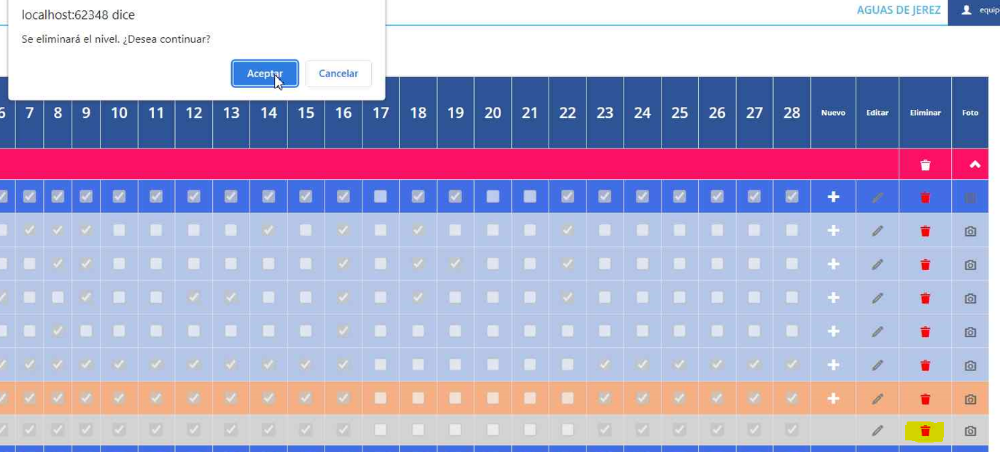 localhost:62348 dice
Se eliminará el nivel. ¿Desea continuar?
Aceptar
Cancelar
AGUAS DE JEREZ
equip
6 7 8 9 10 11 12 13 14 15 16 17 18 19 20 21 22 23 24 25 26 27 28 Nuevo Editar Eliminar Foto